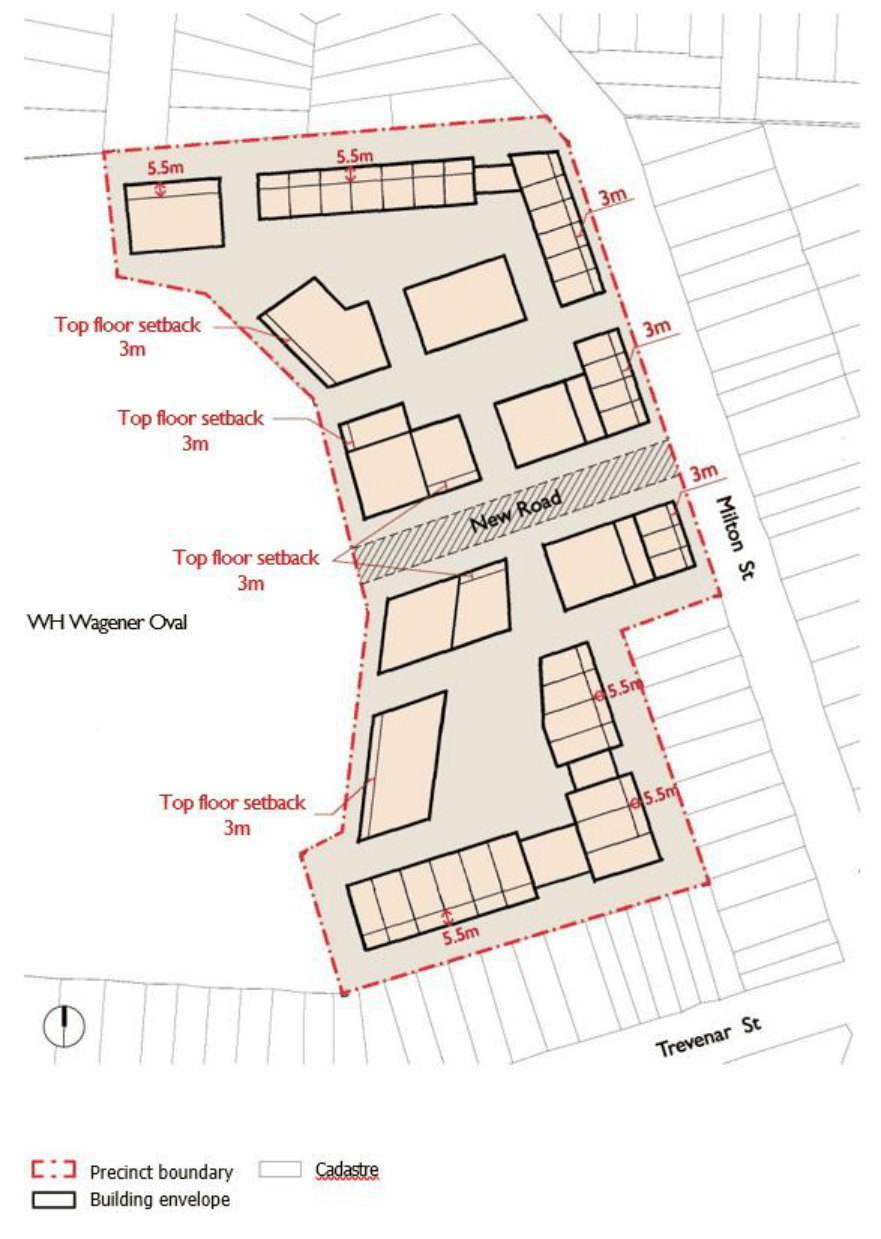 5.5m
5.5m
3m
Top floor setback
3m
3m
Top floor setback
3m
3m
New Road
Milton St
Top floor setback
3m
WH Wagener Oval
5.5m
5.5m
Top floor setback
3m
5.5m
Trevenar St
Precinct boundary
Cadastre
Building envelope